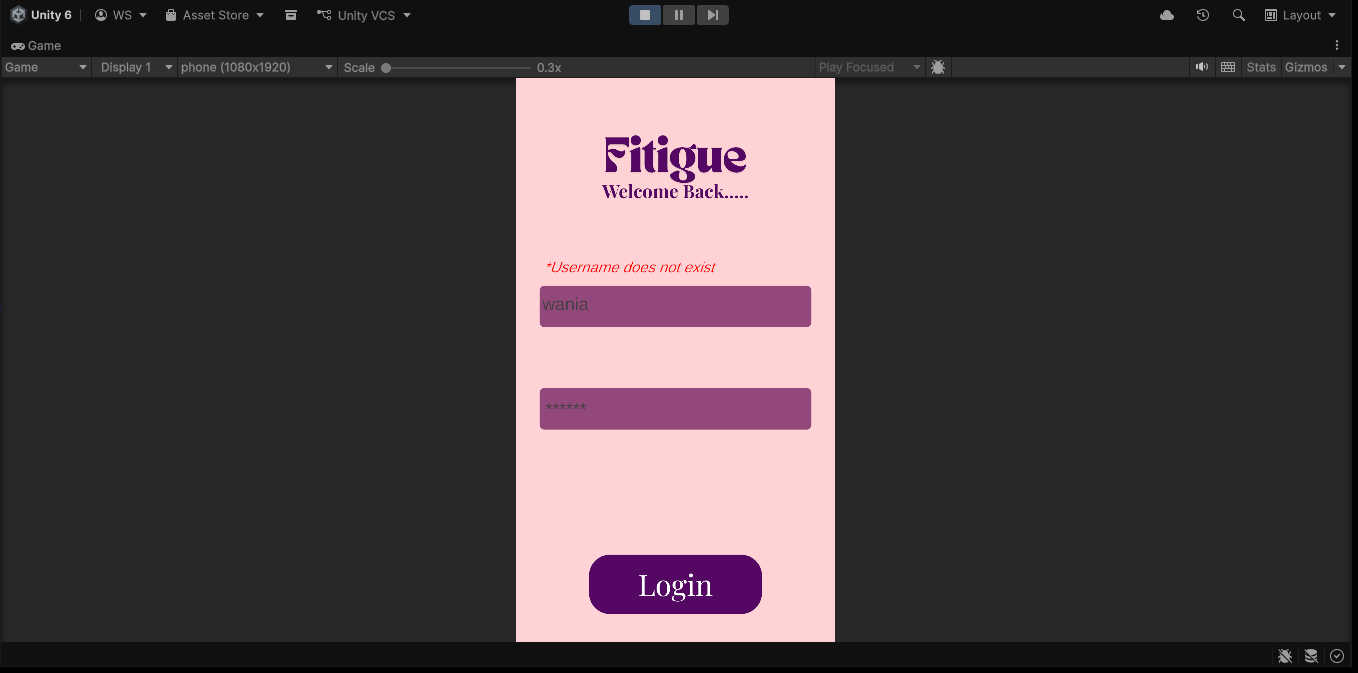 Unity 6 WS Asset Store Unity VCS Layout
Game
Game Display 1 phone (1080x1920) Scale 0.3x Play Focused Stats Gizmos
Fitigue
Welcome Back.....
*Username does not exist
wania
******
Login